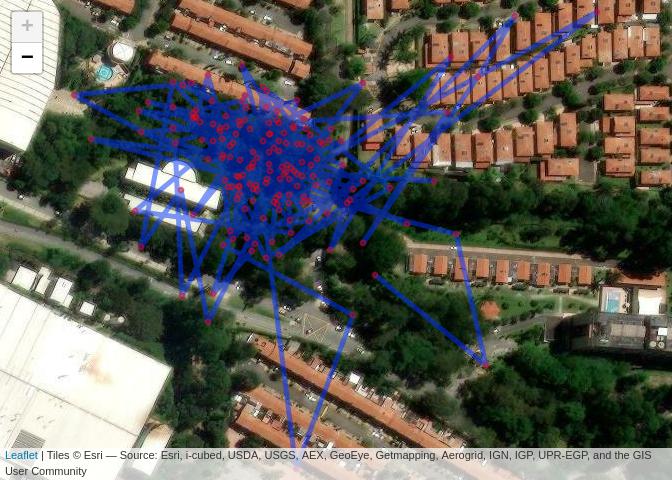 +
−
Leaflet | Tiles © Esri — Source: Esri, i-cubed, USDA, USGS, AEX, GeoEye, Getmapping, Aerogrid, IGN, IGP, UPR-EGP, and the GIS
User Community